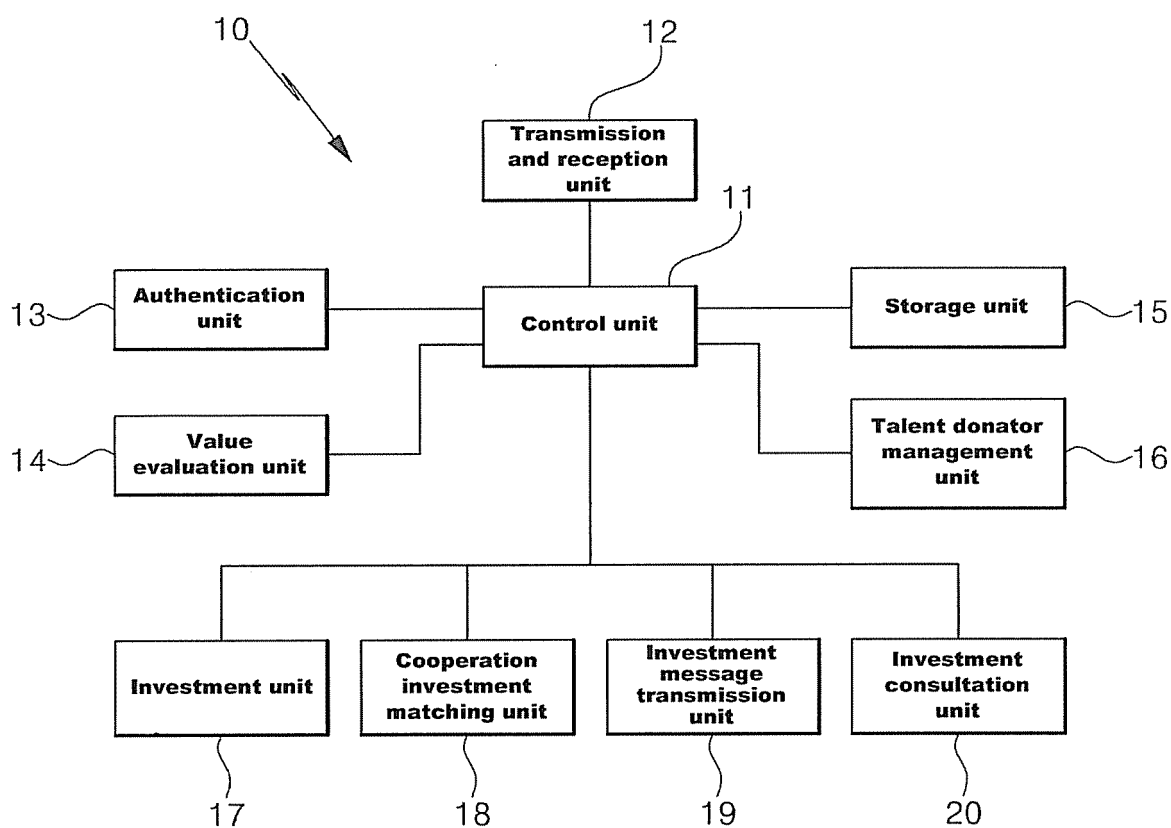 10
12
Transmission
and reception
unit
11
13
Authentication
unit
Control unit
Storage unit
15
14
Value
evaluation unit
Talent donator
management
unit
16
Investment unit
Cooperation
investment
matching unit
Investment
message
transmission
unit
Investment
consultation
unit
17
18
19
20